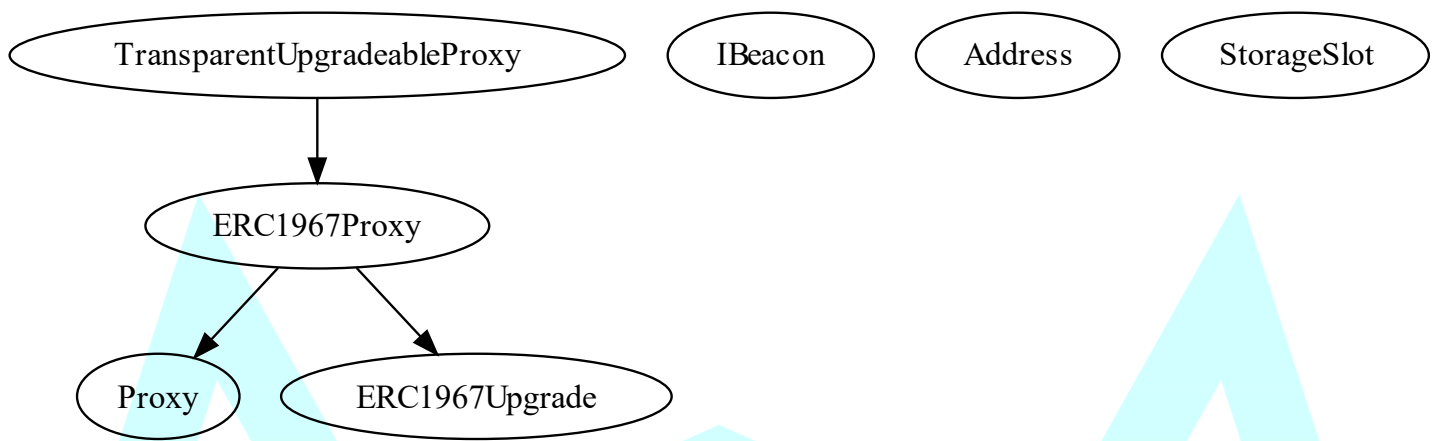 TransparentUpgradeableProxy IBeacon Address StorageSlot
ERC1967Proxy
Proxy ERC1967Upgrade